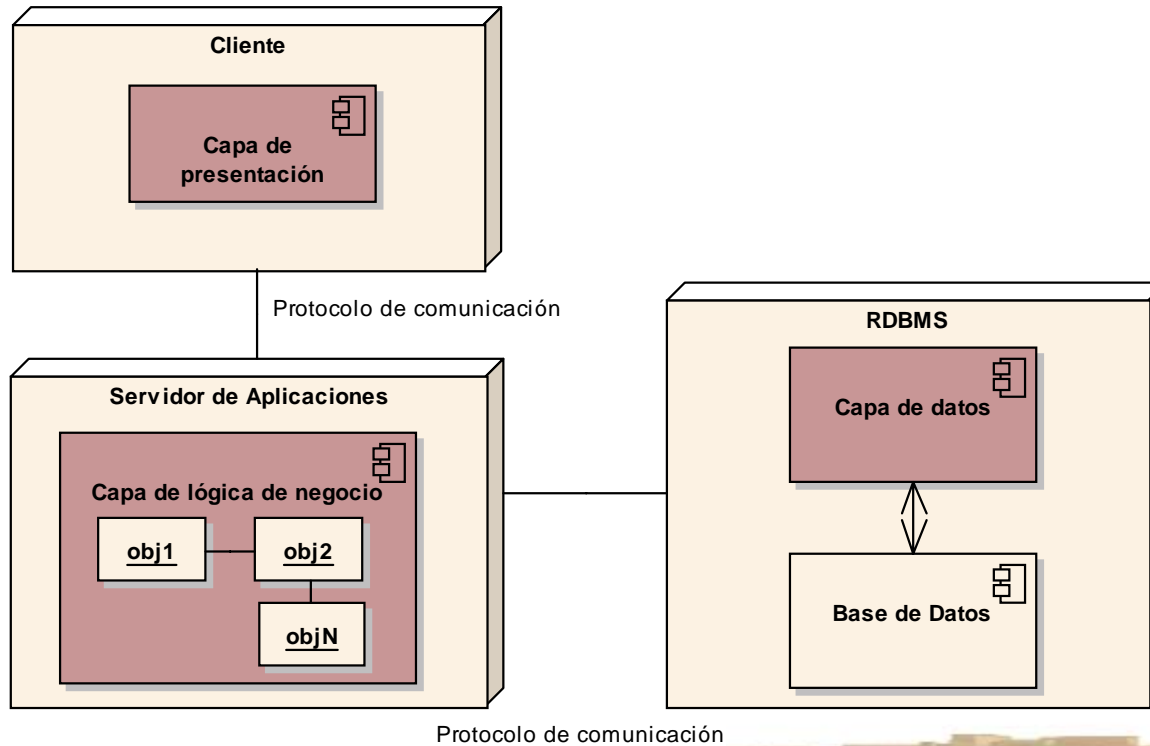 Cliente
Capa de
presentación
Protocolo de comunicación
RDBMS
Capa de datos
Servidor de Aplicaciones
Capa de lógica de negocio
obj1
obj2
objN
Base de Datos
Protocolo de comunicación